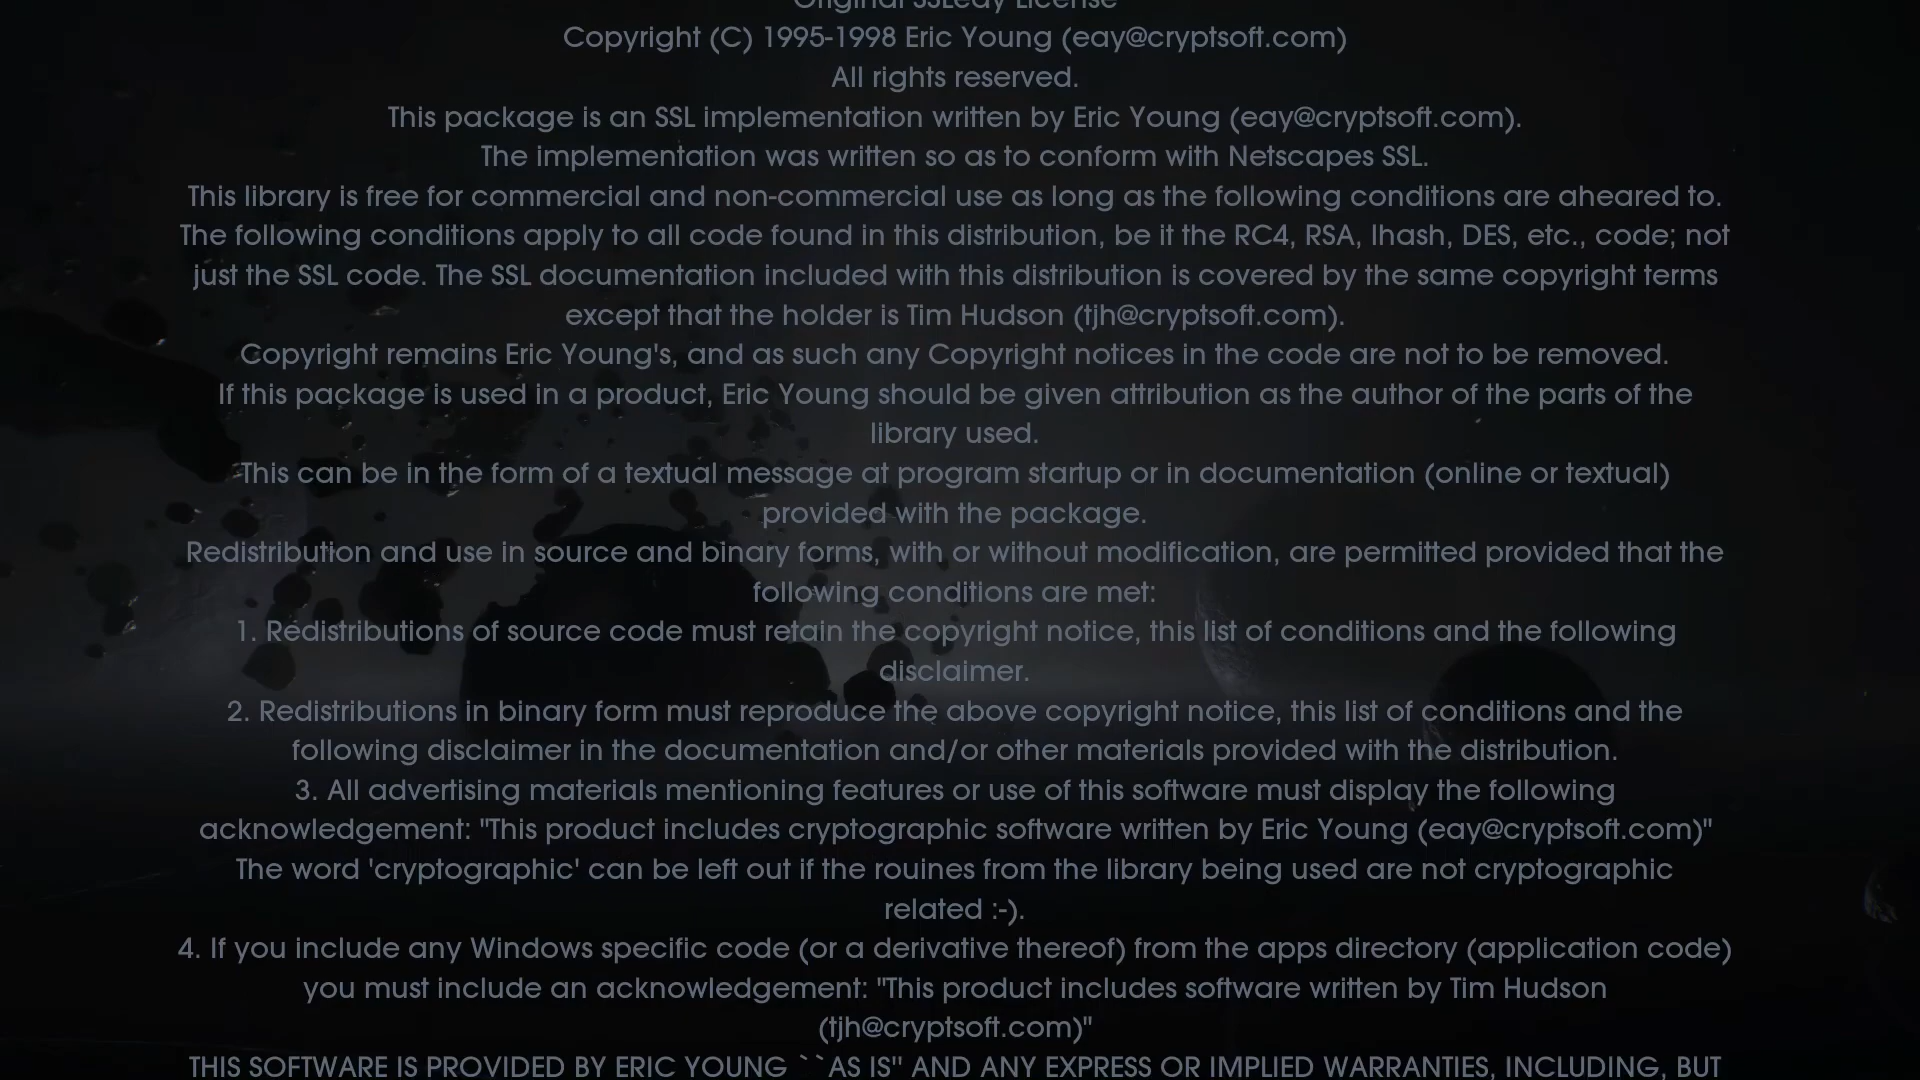 Original SSLeay License
Copyright (C) 1995-1998 Eric Young (eay@cryptsoft.com)
All rights reserved.
This package is an SSL implementation written by Eric Young (eay@cryptsoft.com).
The implementation was written so as to conform with Netscapes SSL.
This library is free for commercial and non-commercial use as long as the following conditions are aheared to.
The following conditions apply to all code found in this distribution, be it the RC4, RSA, lhash, DES, etc., code; not
just the SSL code. The SSL documentation included with this distribution is covered by the same copyright terms
except that the holder is Tim Hudson (tjh@cryptsoft.com).
Copyright remains Eric Young's, and as such any Copyright notices in the code are not to be removed.
If this package is used in a product, Eric Young should be given attribution as the author of the parts of the
library used.
This can be in the form of a textual message at program startup or in documentation (online or textual)
provided with the package.
Redistribution and use in source and binary forms, with or without modification, are permitted provided that the
following conditions are met:
1. Redistributions of source code must retain the copyright notice, this list of conditions and the following
disclaimer.
2. Redistributions in binary form must reproduce the above copyright notice, this list of conditions and the
following disclaimer in the documentation and/or other materials provided with the distribution.
3. All advertising materials mentioning features or use of this software must display the following
acknowledgement: "This product includes cryptographic software written by Eric Young (eay@cryptsoft.com)"
The word 'cryptographic' can be left out if the rouines from the library being used are not cryptographic
related :-).
4. If you include any Windows specific code (or a derivative thereof) from the apps directory (application code)
you must include an acknowledgement: "This product includes software written by Tim Hudson
(tjh@cryptsoft.com)"
THIS SOFTWARE IS PROVIDED BY ERIC YOUNG ``AS IS'' AND ANY EXPRESS OR IMPLIED WARRANTIES, INCLUDING, BUT